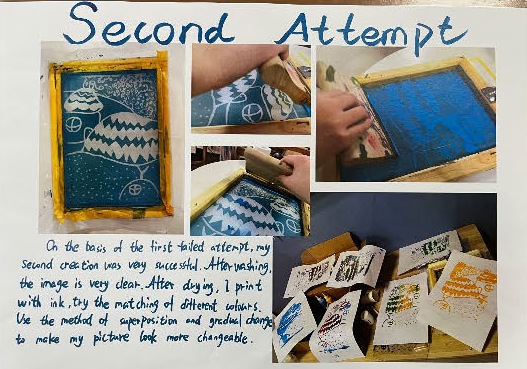 Second Attempt
On the basis of the first failed attempt, my
second creation was very successful. After washing,
the image is very clear. After drying, I print
with ink, try the matching of different colours.
Use the method of superposition and gradual change
to make my picture look more changeable.